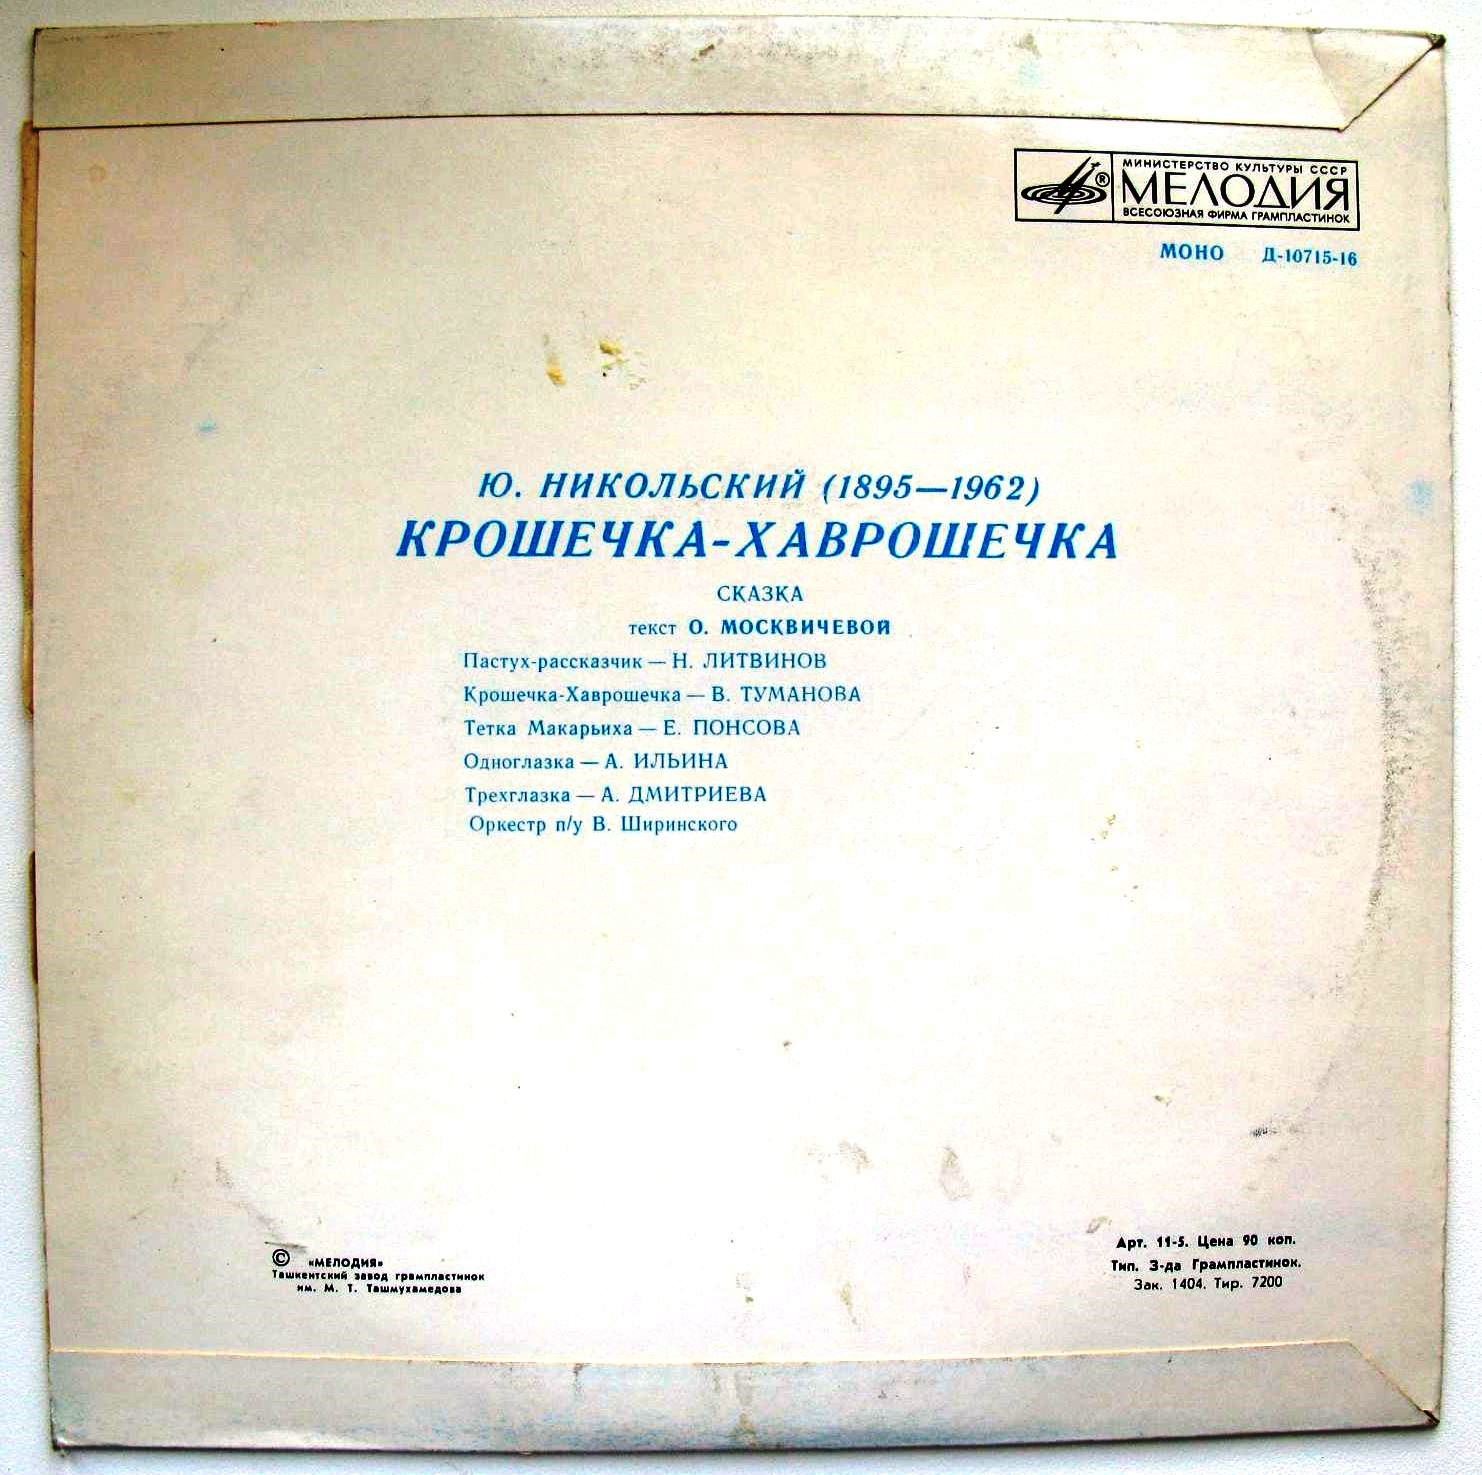 МИНИСТЕРСТВО КУЛЬТУРЫ СССР
МЕЛОДИЯ
ВСЕСОЮЗНАЯ ФИРМА ГРАМПЛАСТИНОК
®
МОНО Д-10715-16
Ю. НИКОЛЬСКИЙ (1895—1962)
КРОШЕЧКА-ХАВРОШЕЧКА
СКАЗКА
текст О. МОСКВИЧЕВОЙ
Пастух-рассказчик — Н. ЛИТВИНОВ
Крошечка-Хаврошечка — В. ТУМАНОВА
Тетка Макарьиха — Е. ПОНСОВА
Одноглазка — А. ИЛЬИНА
Трехглазка — А. ДМИТРИЕВА
Оркестр п/у В. Ширинского
© «МЕЛОДИЯ»
Ташкентский завод грампластинок
им. М. Т. Ташмухамедова
Арт. 11-5. Цена 90 коп.
Тип. З-да Грампластинок.
Зак. 1404. Тир. 7200